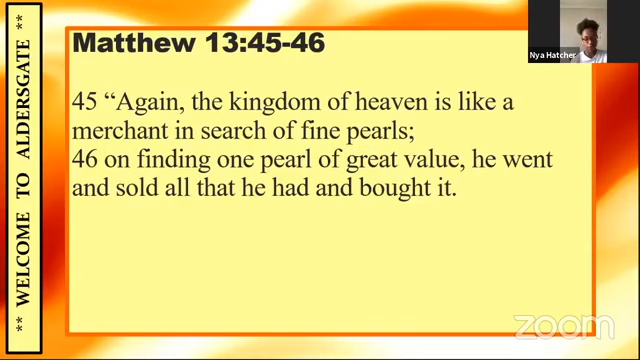 Matthew 13:45-46
45 “Again, the kingdom of heaven is like a
merchant in search of fine pearls;
46 on finding one pearl of great value, he went
and sold all that he had and bought it.
** WELCOME TO ALDERSGATE **
Nya Hatcher
zoom